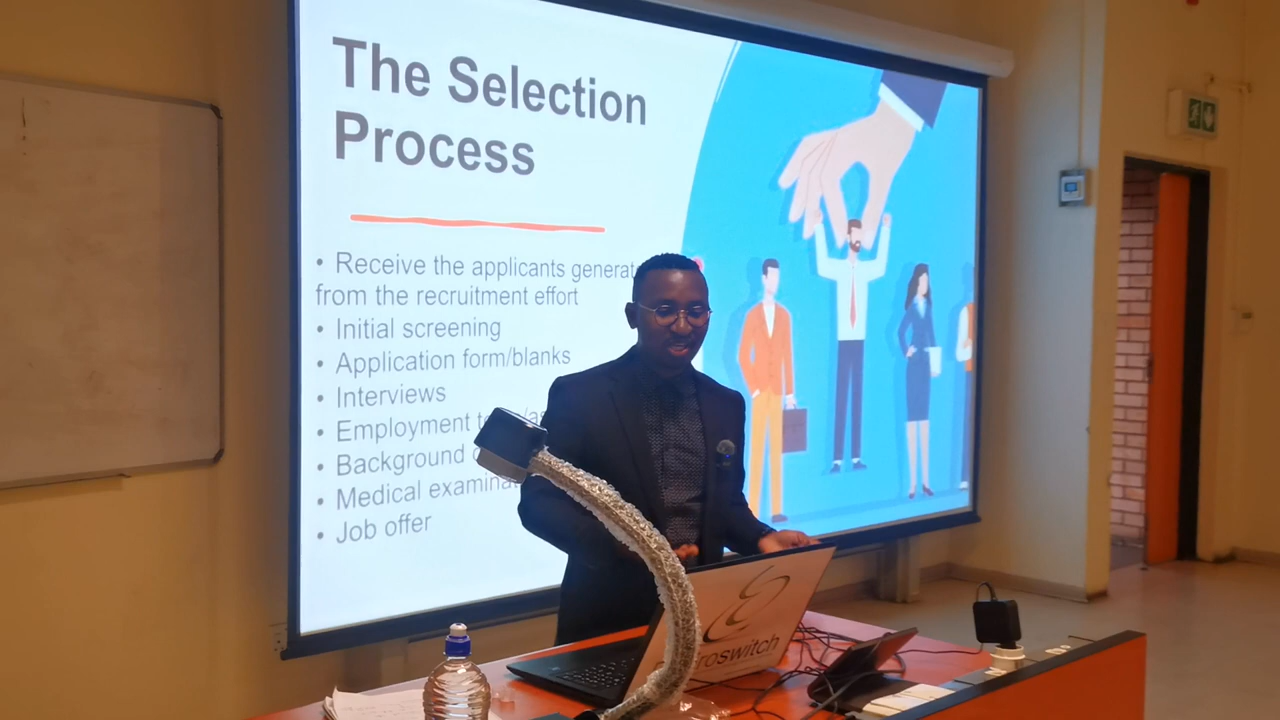 The Selection
Process
• Receive the applicants generat
from the recruitment effort
• Initial screening
• Application form/blanks
• Interviews
• Employment
• Background
• Medical examinat
• Job offer
roswitch